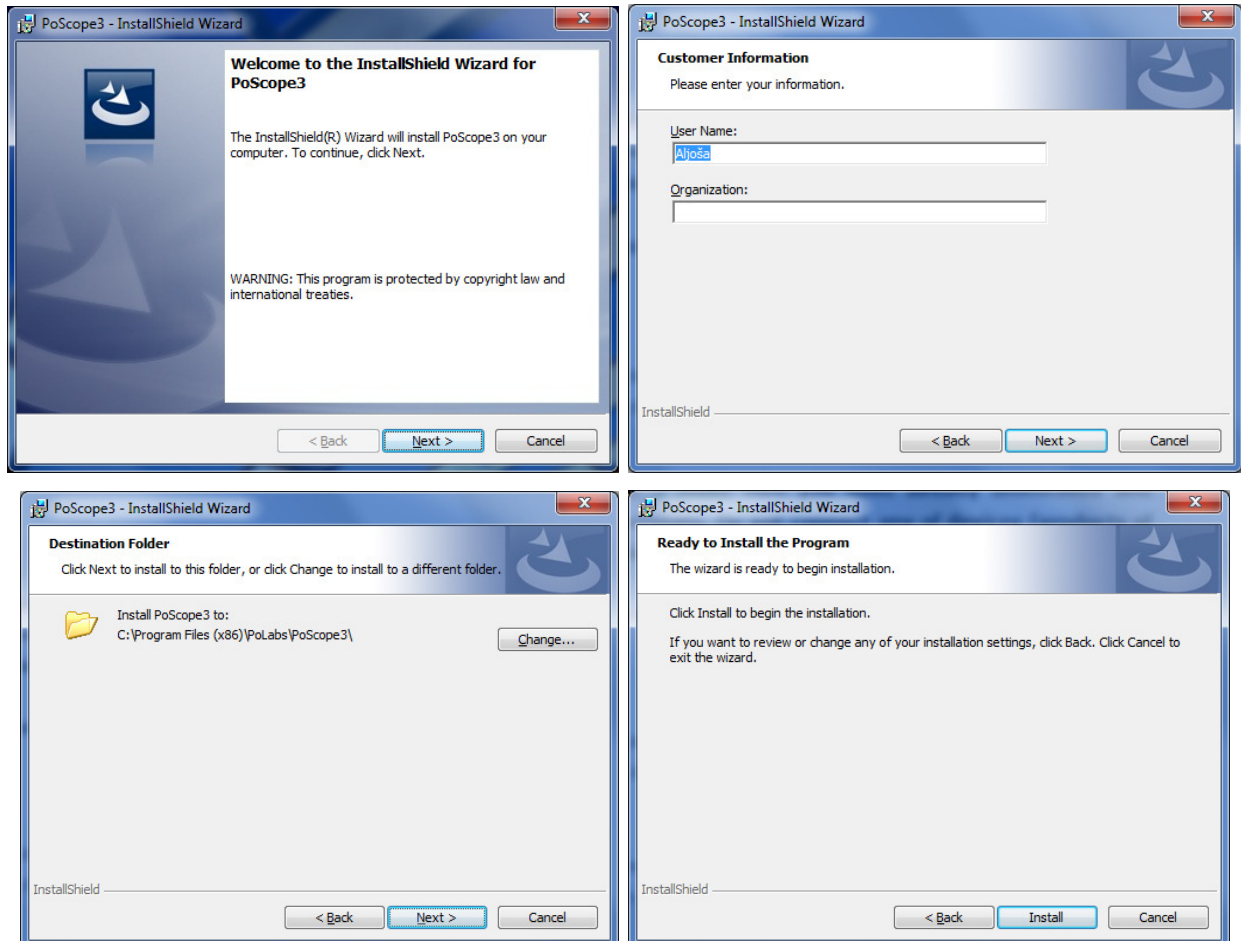 PoScope3 - InstallShield Wizard
Welcome to the InstallShield Wizard for
PoScope3
The InstallShield(R) Wizard will install PoScope3 on your
computer. To continue, click Next.
WARNING: This program is protected by copyright law and
international treaties.
< Back Next > Cancel
PoScope3 - InstallShield Wizard
Customer Information
Please enter your information.
User Name:
Aljoša
Organization:
InstallShield
< Back Next > Cancel
PoScope3 - InstallShield Wizard
Destination Folder
Click Next to install to this folder, or click Change to install to a different folder.
Install PoScope3 to:
C:\Program Files (x86)\PoLabs\PoScope3\
Change...
InstallShield
< Back Next > Cancel
PoScope3 - InstallShield Wizard
Ready to Install the Program
The wizard is ready to begin installation.
Click Install to begin the installation.
If you want to review or change any of your installation settings, click Back. Click Cancel to
exit the wizard.
InstallShield
< Back Install Cancel